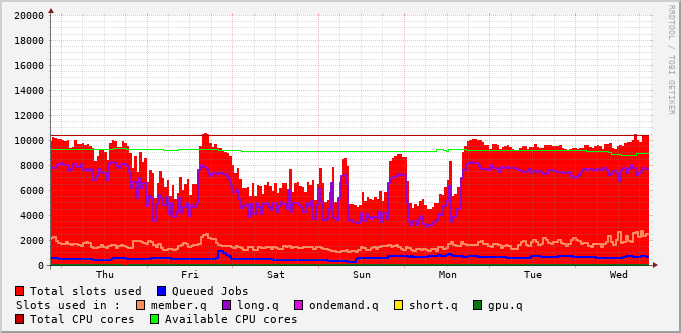 20000
18000
16000
14000
12000
10000
8000
6000
4000
2000
0
Thu Fri Sat Sun Mon Tue Wed
RRDTOOL / TOBI OETIKER
Total slots used Queued Jobs
Slots used in : member.q long.q ondemand.q short.q gpu.q
Total CPU cores Available CPU cores